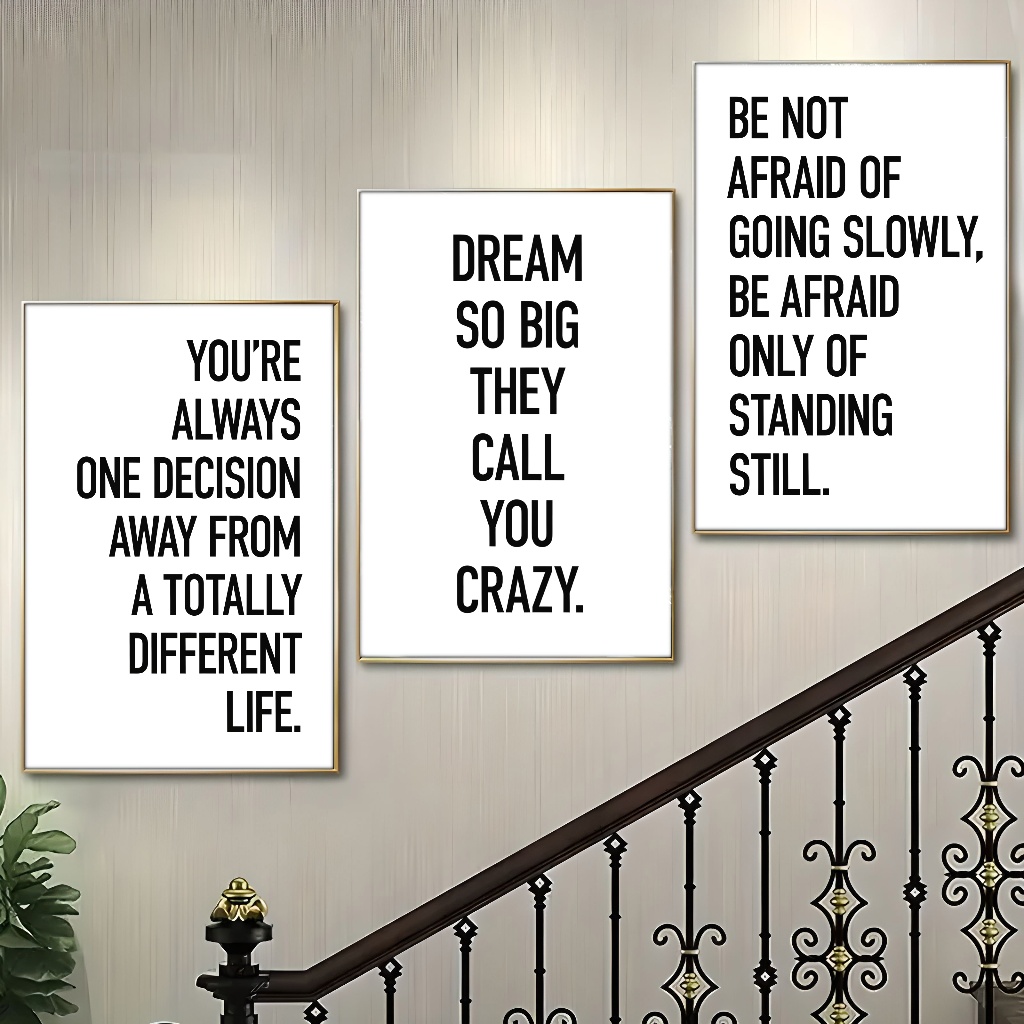 YOU'RE
ALWAYS
ONE DECISION
AWAY FROM
A TOTALLY
DIFFERENT
LIFE.
DREAM
SO BIG
THEY
CALL
YOU
CRAZY.
BE NOT
AFRAID OF
GOING SLOWLY,
BE AFRAID
ONLY OF
STANDING
STILL.